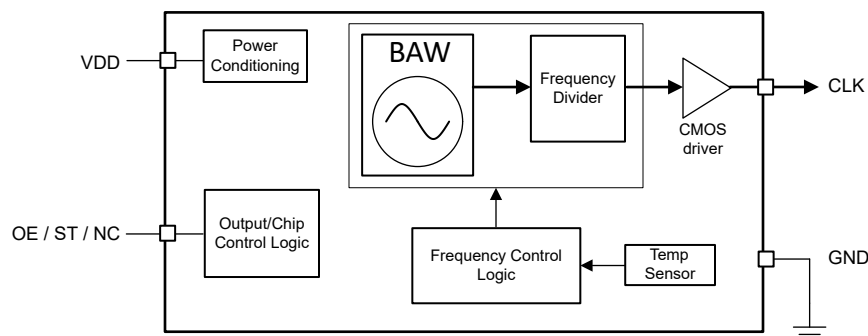 VDD
Power
Conditioning
BAW
Frequency
Divider
CMOS
driver
CLK
OE / ST / NC
Output/Chip
Control Logic
Frequency Control
Logic
Temp
Sensor
GND